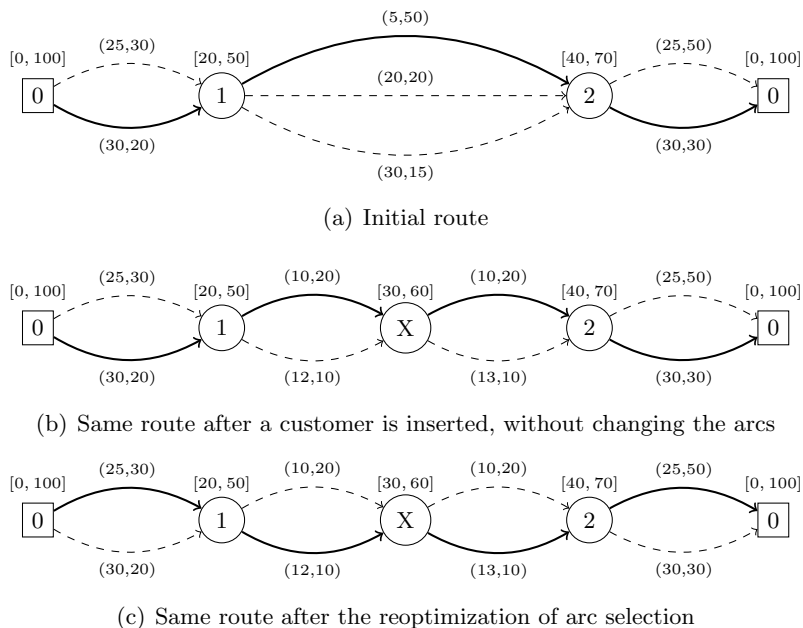 (5,50)
[0, 100] (25,30) [20, 50] [40, 70] (25,50) [0, 100]
0 1 (20,20) 2 0
(30,20) (30,30)
(30,15)
(a) Initial route
[0, 100] (25,30) [20, 50] (10,20) [30, 60] (10,20) [40, 70] (25,50) [0, 100]
0 1 X 2 0
(30,20) (12,10) (13,10) (30,30)
(b) Same route after a customer is inserted, without changing the arcs
[0, 100] (25,30) [20, 50] (10,20) [30, 60] (10,20) [40, 70] (25,50) [0, 100]
0 1 X 2 0
(30,20) (12,10) (13,10) (30,30)
(c) Same route after the reoptimization of arc selection